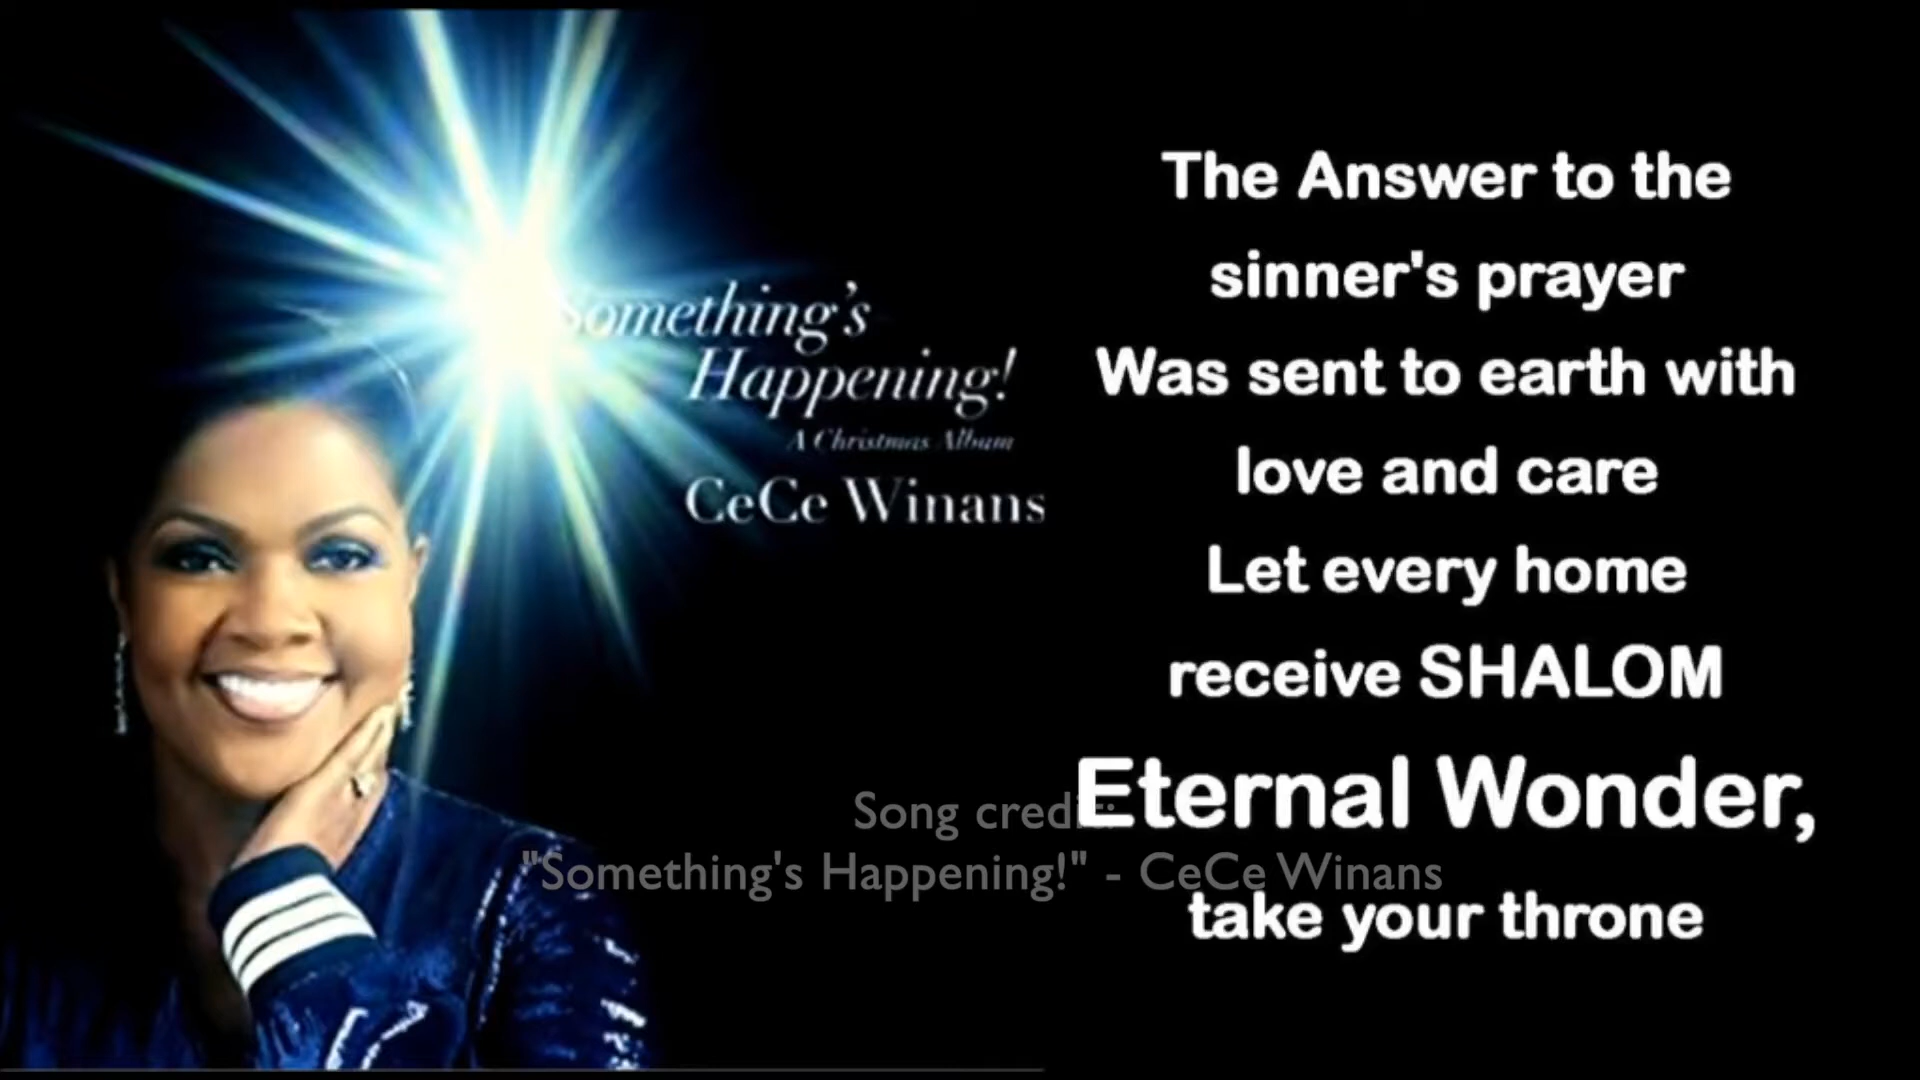 Something's
Happening!
A Christmas Album
CeCe Winans
The Answer to the
sinner's prayer
Was sent to earth with
love and care
Let every home
receive SHALOM
Eternal Wonder,
take your throne
Song credit:
"Something's Happening!" - CeCe Winans